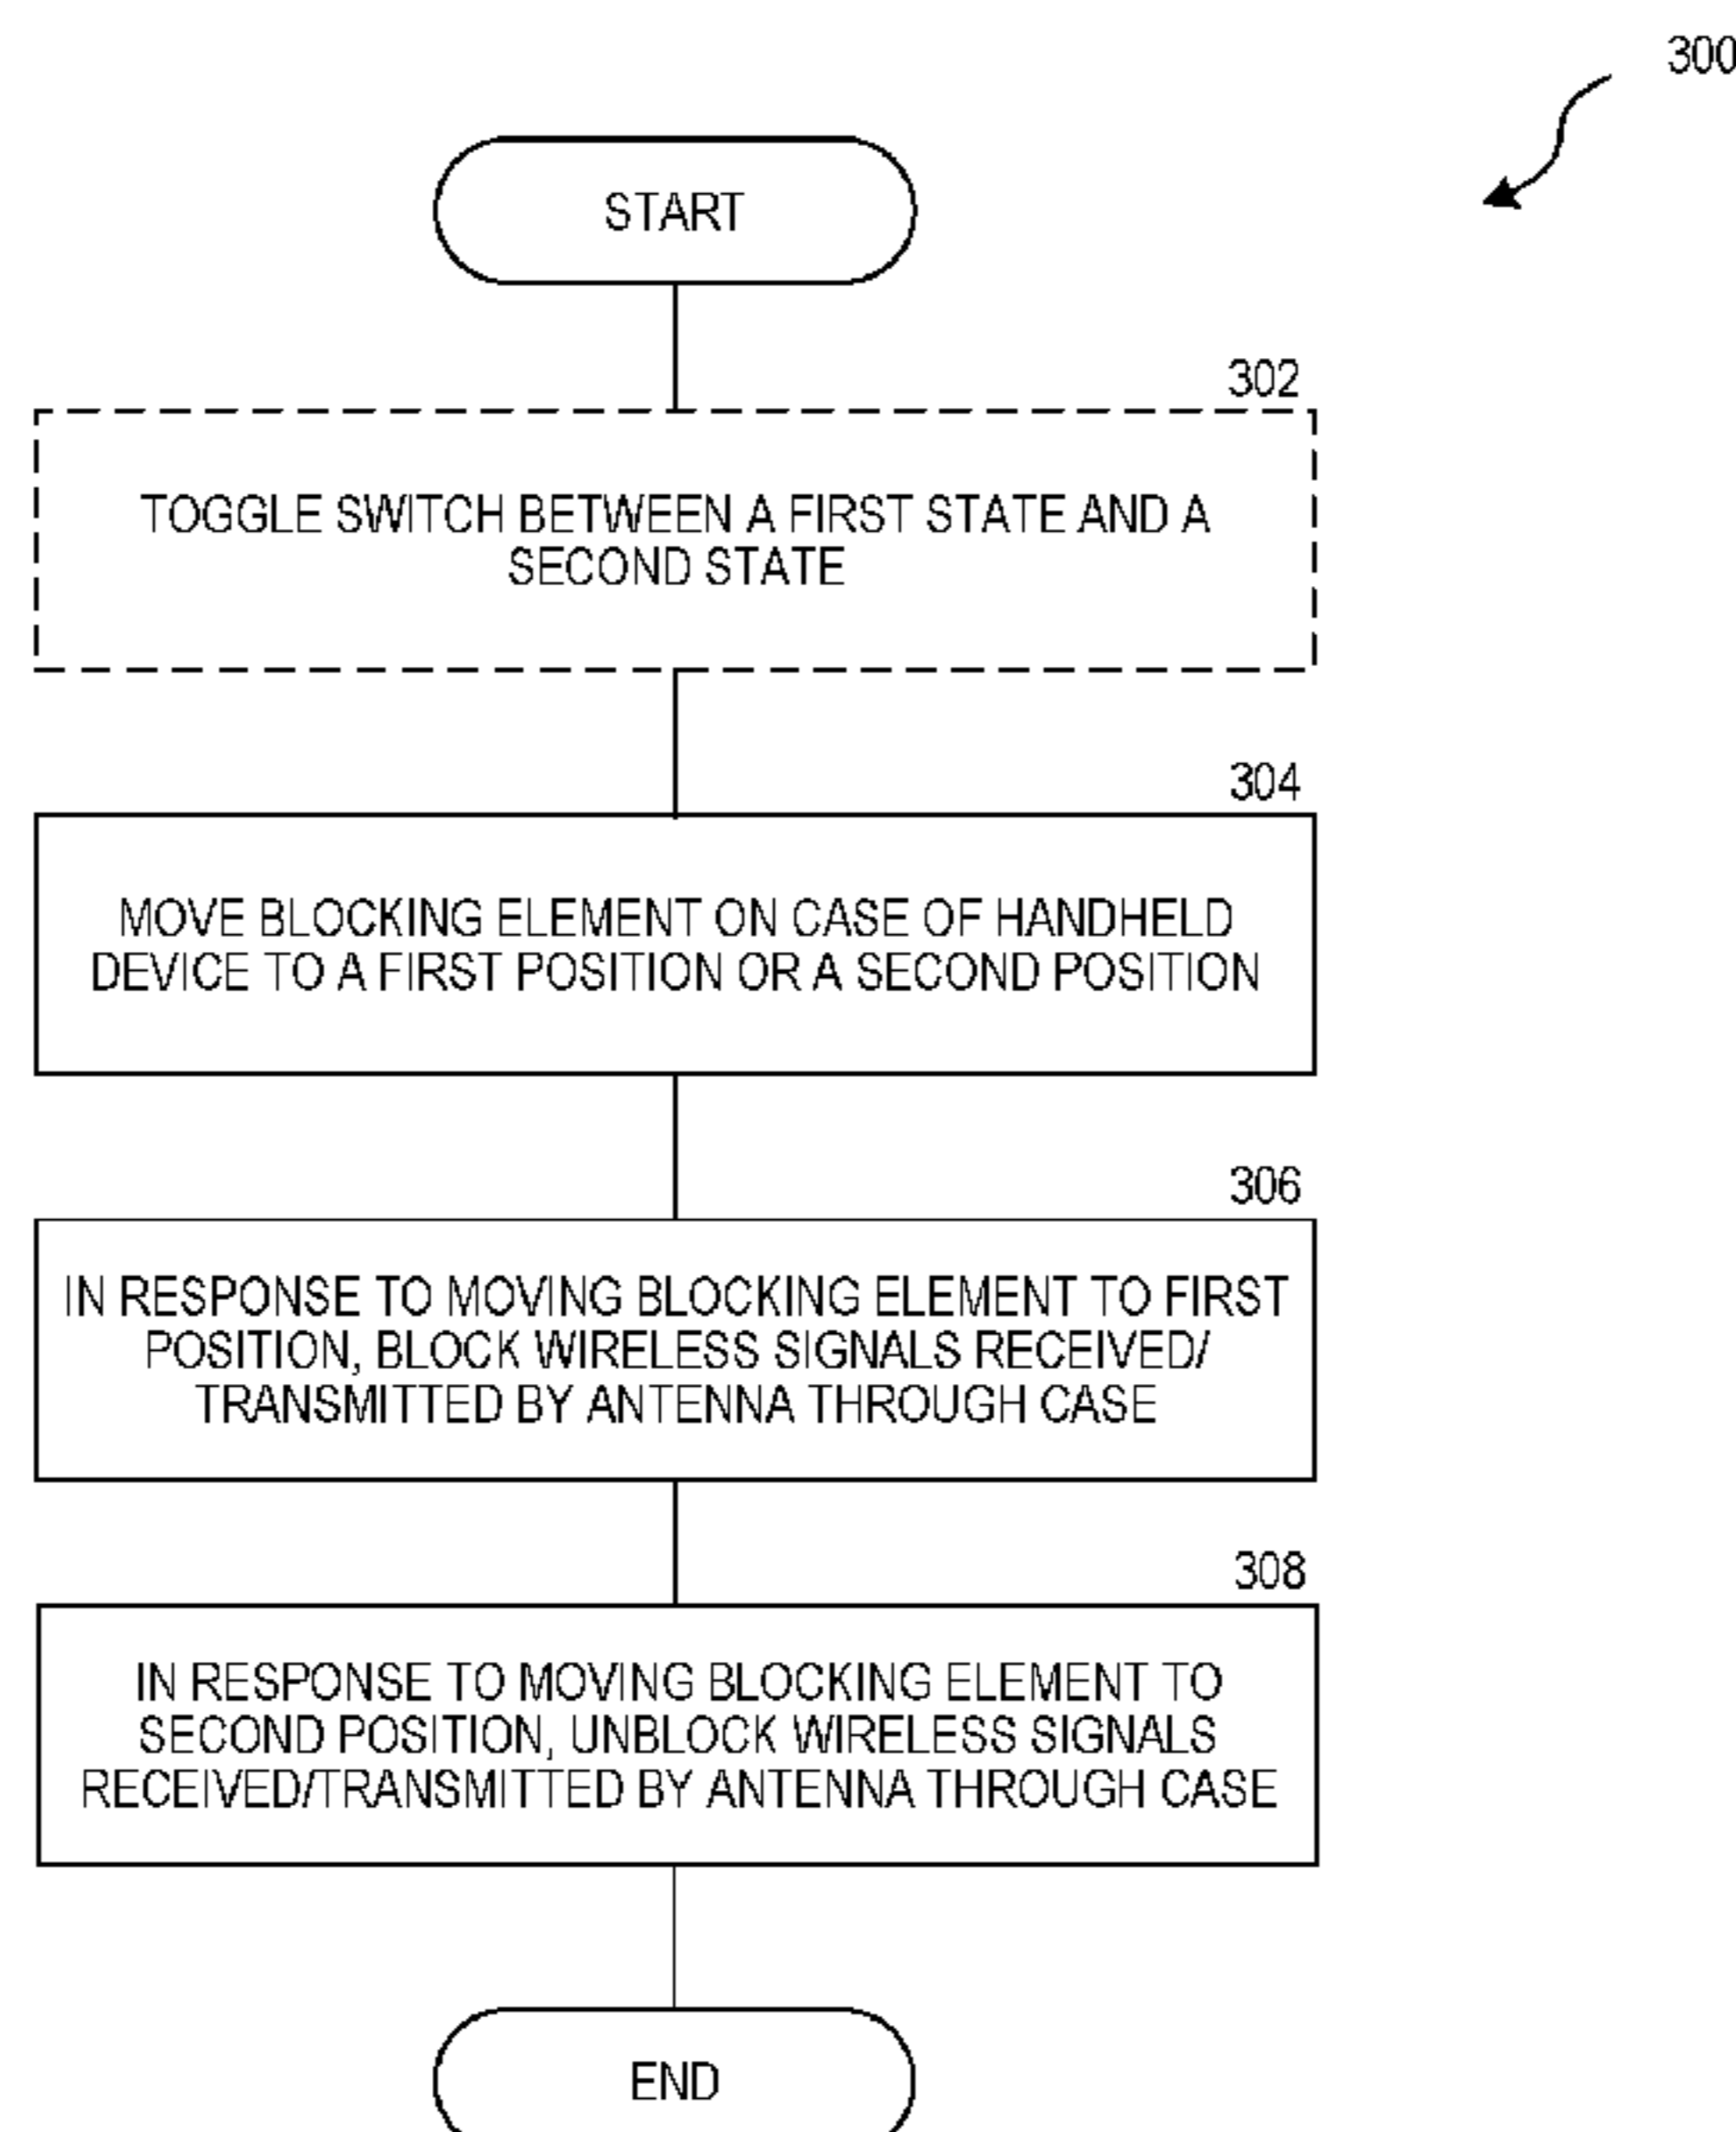 300
START
302
TOGGLE SWITCH BETWEEN A FIRST STATE AND A
SECOND STATE
304
MOVE BLOCKING ELEMENT ON CASE OF HANDHELD
DEVICE TO A FIRST POSITION OR A SECOND POSITION
306
IN RESPONSE TO MOVING BLOCKING ELEMENT TO FIRST
POSITION, BLOCK WIRELESS SIGNALS RECEIVED/
TRANSMITTED BY ANTENNA THROUGH CASE
308
IN RESPONSE TO MOVING BLOCKING ELEMENT TO
SECOND POSITION, UNBLOCK WIRELESS SIGNALS
RECEIVED/TRANSMITTED BY ANTENNA THROUGH CASE
END